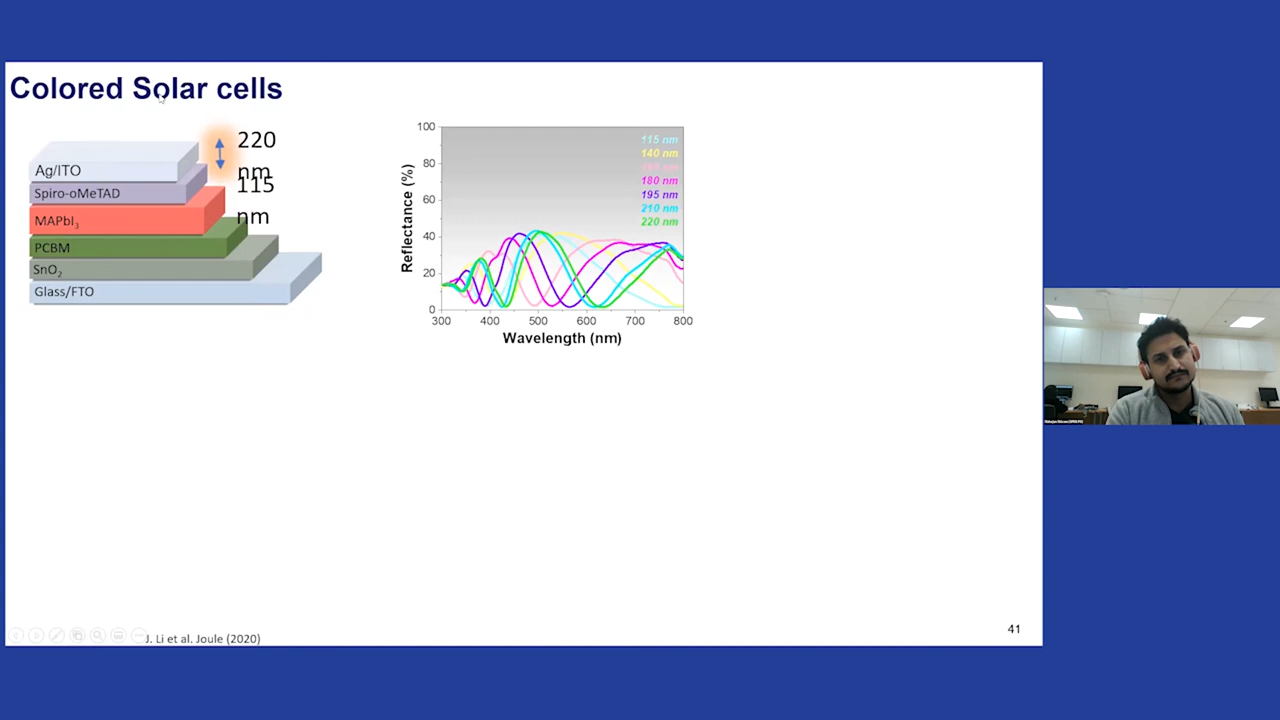 Colored Solar cells
220
nm
115
nm
Ag/ITO
Spiro-oMeTAD
MAPbI3
PCBM
SnO2
Glass/FTO
100
80
60
40
20
0
Reflectance (%)
115 nm
140 nm
180 nm
195 nm
210 nm
220 nm
300 400 500 600 700 800
Wavelength (nm)
J. Li et al. Joule (2020)
41